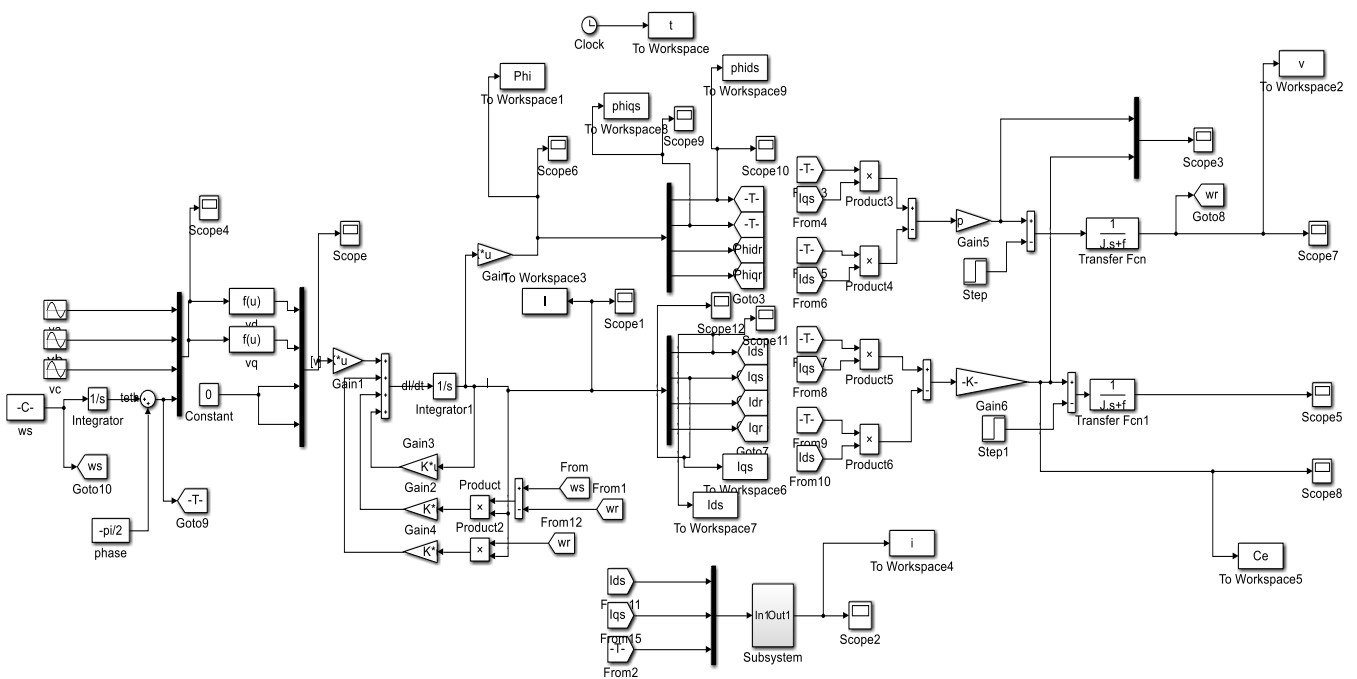 t
Clock
To Workspace
Phi
To Workspace1
phiqs
To Workspace8
phids
To Workspace9
Scope9
Scope6
Scope10
v
To Workspace2
Scope3
-T-
Iqs
From4
×
Product3
-T-
Ids
From6
×
Product4
p
Gain5
Step
1
J.s+f
Transfer Fcn
wr
Goto8
Scope7
Scope4
Scope
-T-
-T-
Phidr
Phiqr
Goto3
*u
Gain
To Workspace3
I
Scope1
Scope12
Scope11
f(u)
vd
f(u)
vq
vc
0
Constant
[v]
*u
Gain1
dI/dt
1/s
Integrator1
I
Ids
Iqs
Idr
Iqr
Goto7
-T-
Iqs
From8
×
Product5
-T-
From9
Ids
From10
×
Product6
-K-
Gain6
Step1
1
J.s+f
Transfer Fcn1
Scope5
Scope8
-C-
ws
1/s
Integrator
teth
ws
Goto10
-T-
Goto9
-pi/2
phase
Gain3
K*u
Gain2
K*
Gain4
K*
Product
×
Product2
×
From
ws
From1
wr
From12
wr
Iqs
To Workspace6
Ids
To Workspace7
i
To Workspace4
Ce
To Workspace5
Ids
Iqs
From15
-T-
From2
In1Out1
Subsystem
Scope2